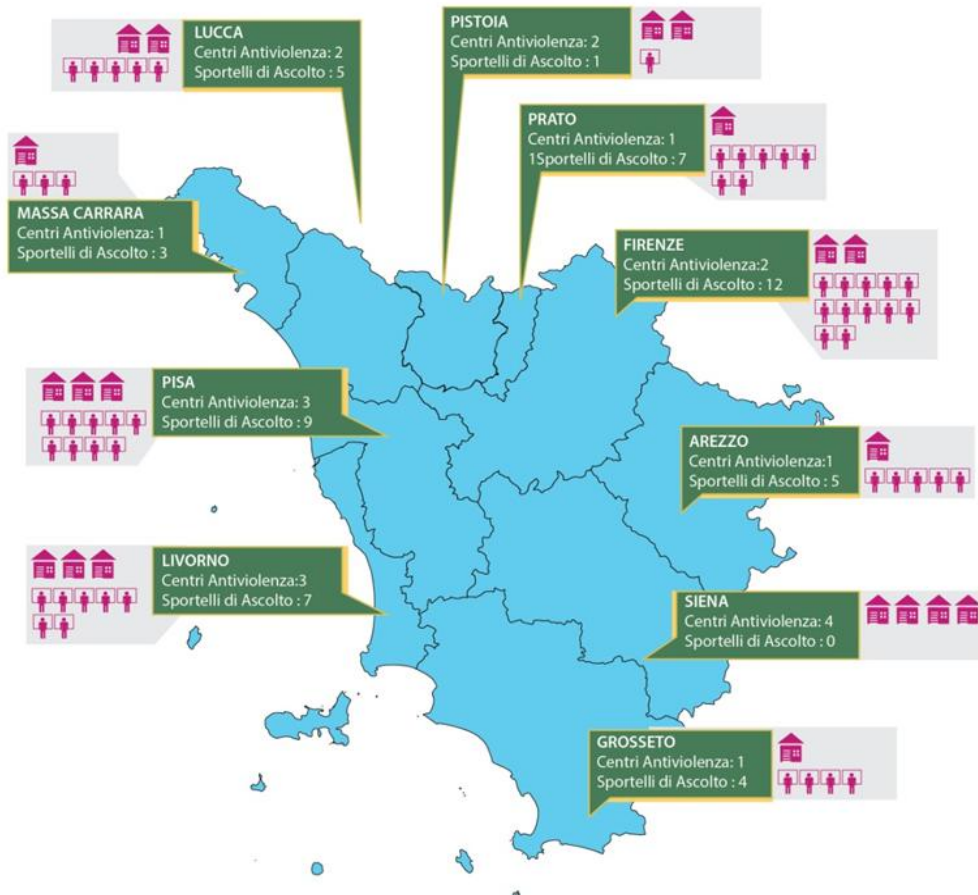 LUCCA
Centri Antiviolenza: 2
Sportelli di Ascolto : 5
PISTOIA
Centri Antiviolenza: 2
Sportelli di Ascolto : 1
PRATO
Centri Antiviolenza: 1
1Sportelli di Ascolto : 7
MASSA CARRARA
Centri Antiviolenza: 1
Sportelli di Ascolto : 3
FIRENZE
Centri Antiviolenza:2
Sportelli di Ascolto : 12
PISA
Centri Antiviolenza: 3
Sportelli di Ascolto : 9
AREZZO
Centri Antiviolenza:1
Sportelli di Ascolto : 5
LIVORNO
Centri Antiviolenza:3
Sportelli di Ascolto : 7
SIENA
Centri Antiviolenza: 4
Sportelli di Ascolto : 0
GROSSETO
Centri Antiviolenza: 1
Sportelli di Ascolto : 4